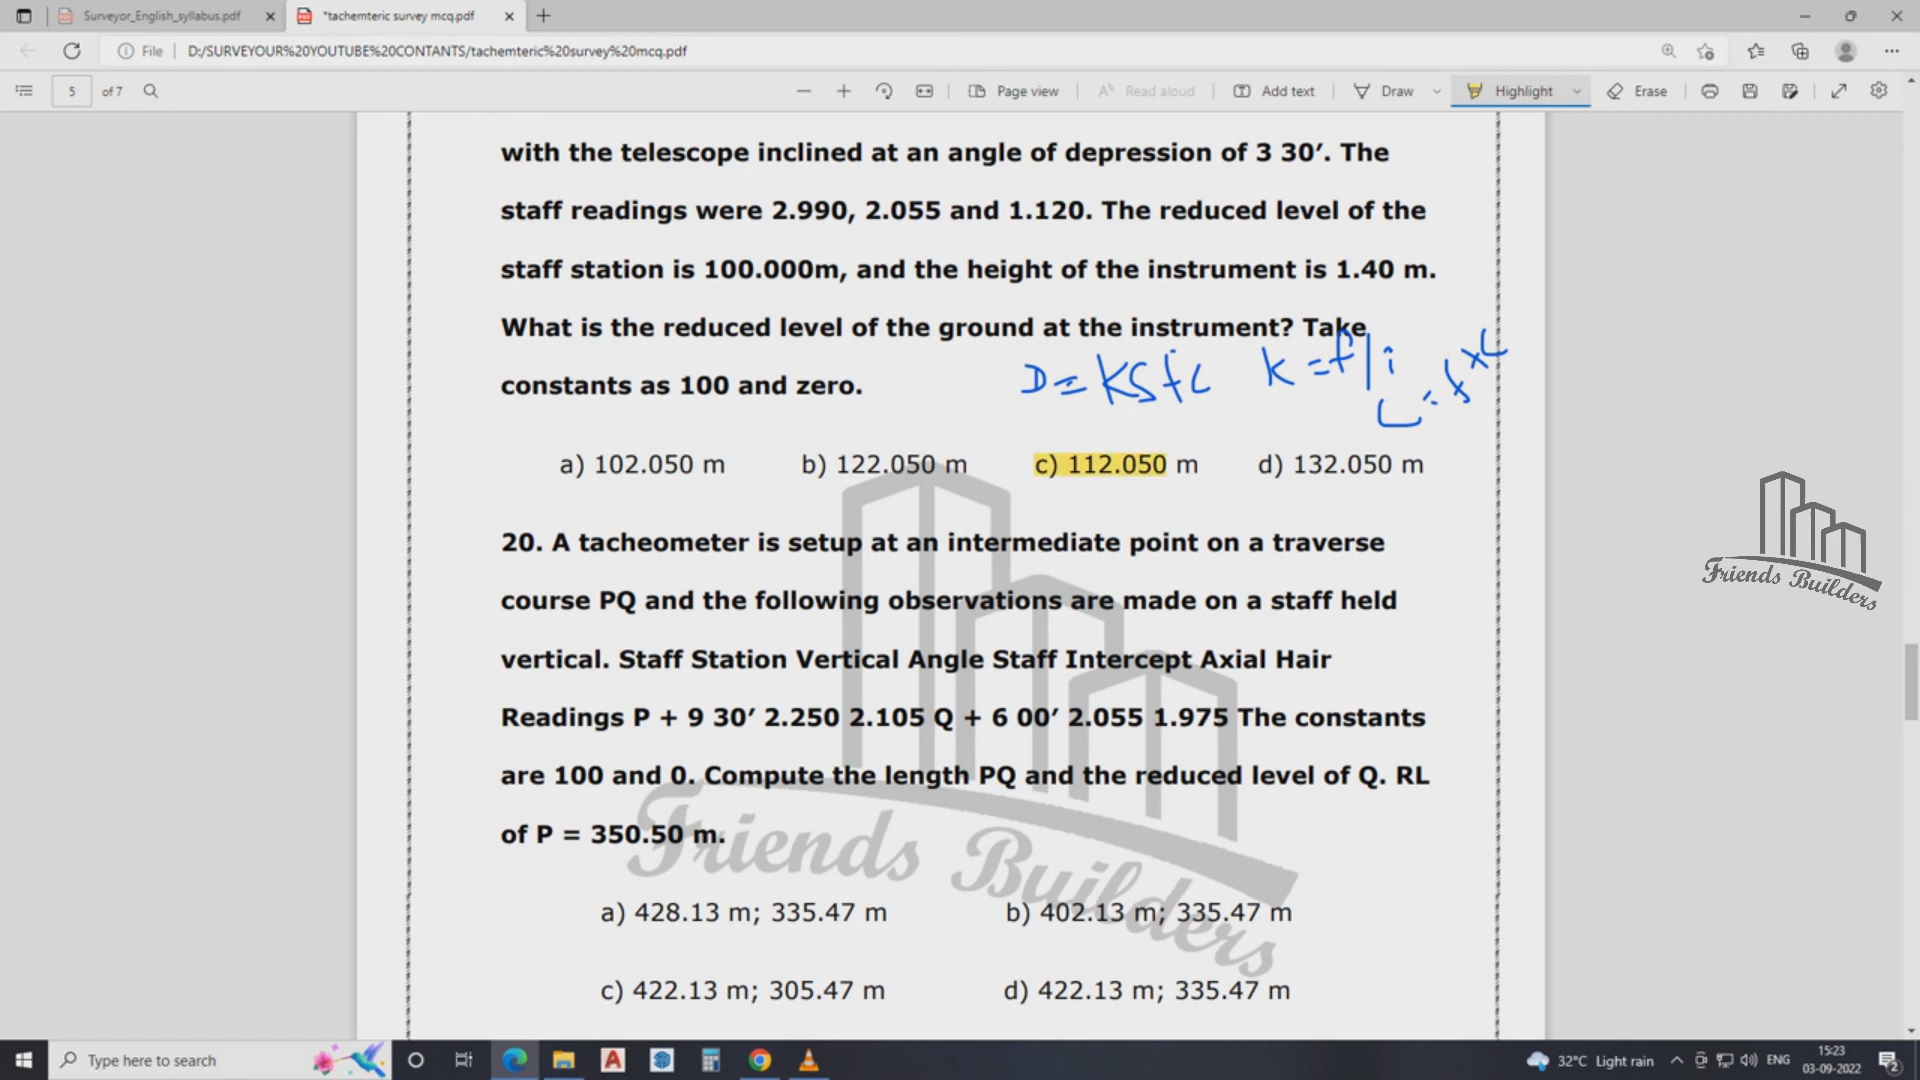 Surveyor_English_syllabus.pdf
*tachemteric survey mcq.pdf
File D:/SURVEYOUR%20YOUTUBE%20CONTANTS/tachemteric%20survey%20mcq.pdf
5 of 7
Page view
Read aloud
Add text
Draw
Highlight
Erase
with the telescope inclined at an angle of depression of 3 30′. The
staff readings were 2.990, 2.055 and 1.120. The reduced level of the
staff station is 100.000m, and the height of the instrument is 1.40 m.
What is the reduced level of the ground at the instrument? Take
constants as 100 and zero.
D = KS+C K = f/i
a) 102.050 m b) 122.050 m c) 112.050 m d) 132.050 m
20. A tacheometer is setup at an intermediate point on a traverse
course PQ and the following observations are made on a staff held
vertical. Staff Station Vertical Angle Staff Intercept Axial Hair
Readings P + 9 30′ 2.250 2.105 Q + 6 00′ 2.055 1.975 The constants
are 100 and 0. Compute the length PQ and the reduced level of Q. RL
of P = 350.50 m.
a) 428.13 m; 335.47 m b) 402.13 m; 335.47 m
c) 422.13 m; 305.47 m d) 422.13 m; 335.47 m
Friends Builders
Friends Builders
Type here to search
32°C Light rain
ENG
15:23
03-09-2022
2